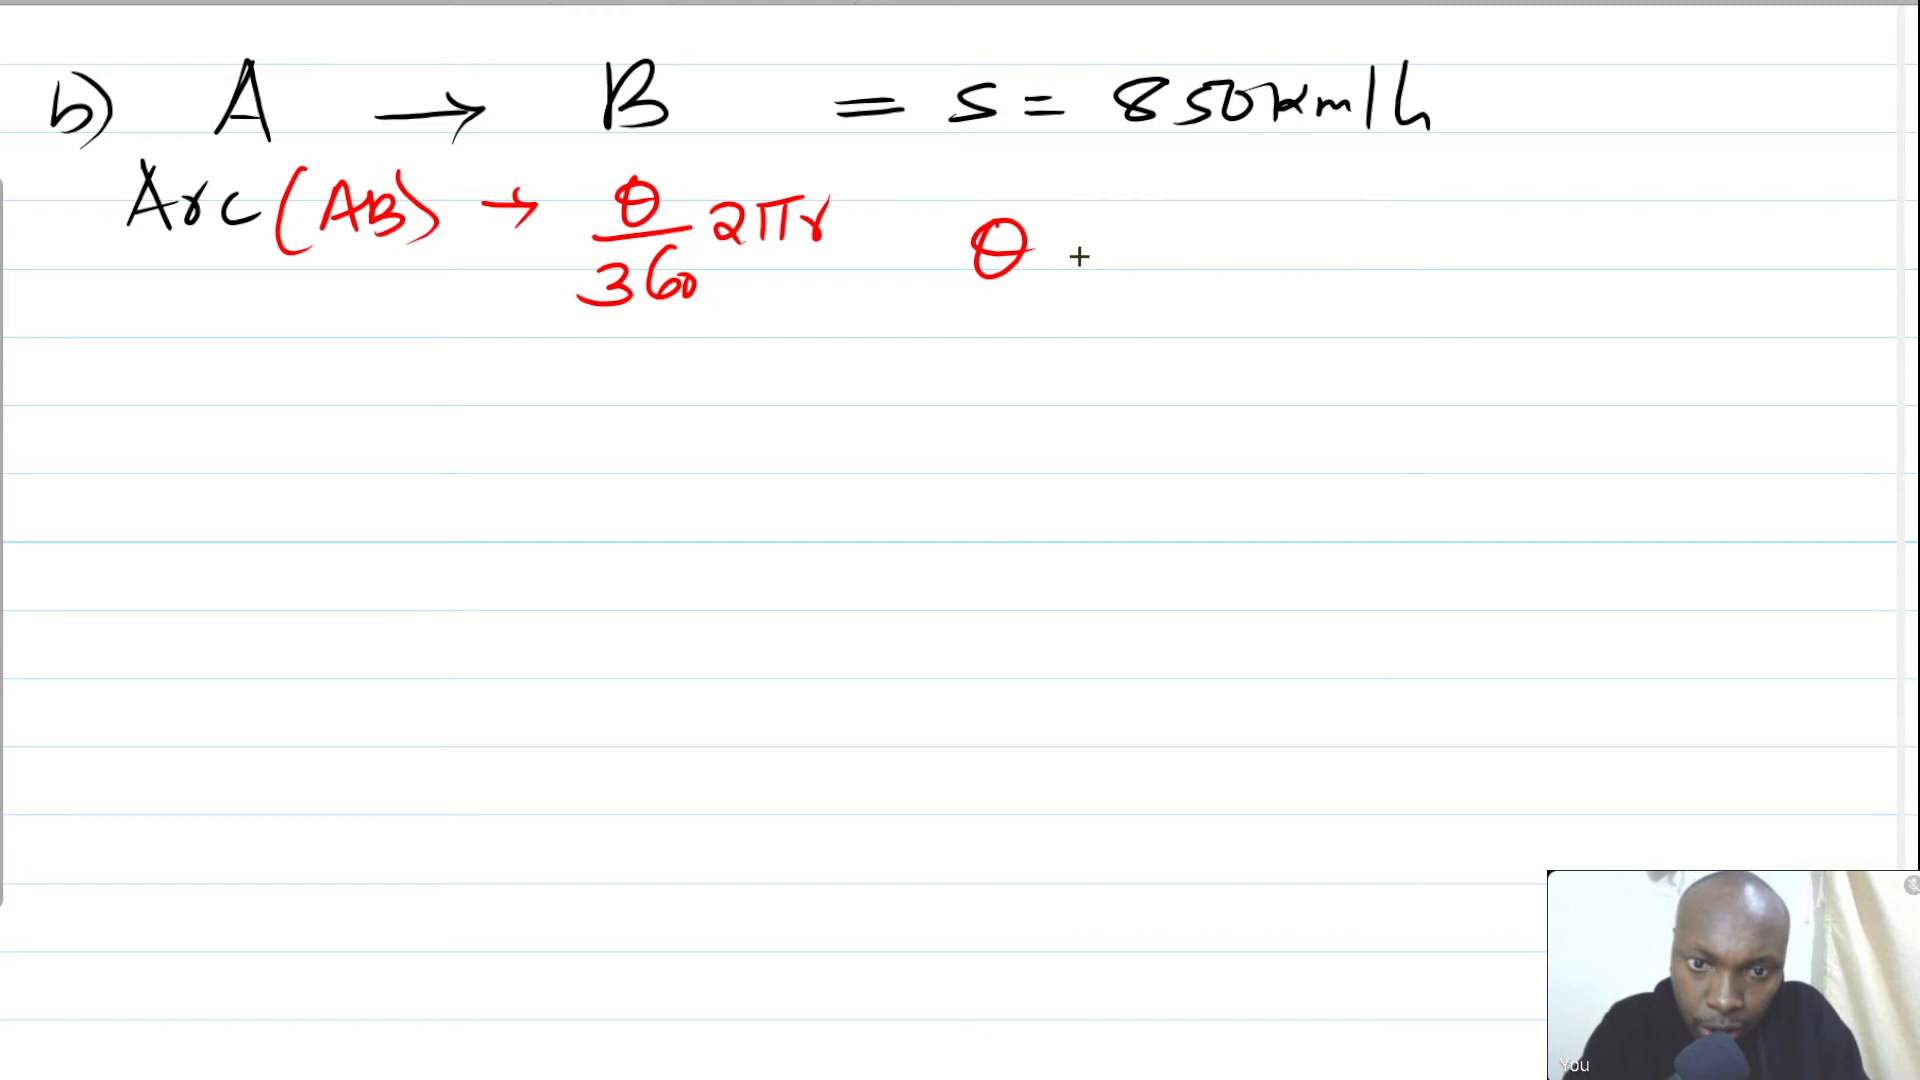 b) A → B = S = 850km/h
Arc (AB) → θ/360 2πr θ
You